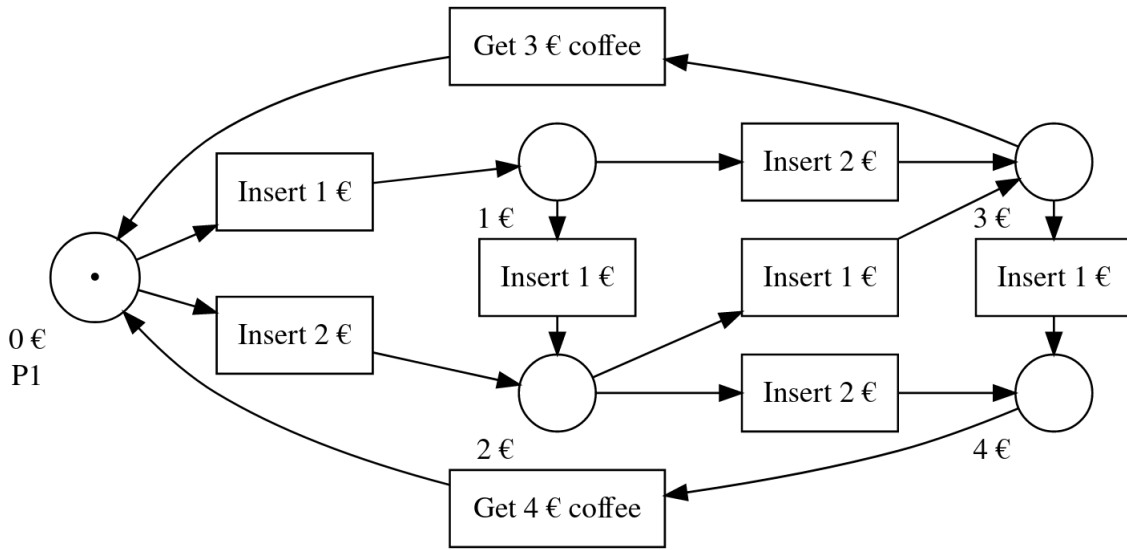 Get 3 € coffee
Insert 1 €
Insert 2 €
1 €
3 €
Insert 1 €
Insert 1 €
Insert 1 €
Insert 2 €
0 €
P1
Insert 2 €
2 €
4 €
Get 4 € coffee